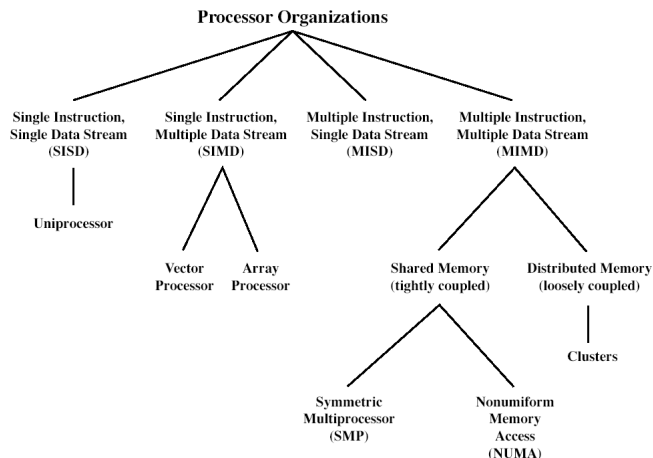 Processor Organizations
Single Instruction,
Single Data Stream
(SISD)
Single Instruction,
Multiple Data Stream
(SIMD)
Multiple Instruction,
Single Data Stream
(MISD)
Multiple Instruction,
Multiple Data Stream
(MIMD)
Uniprocessor
Vector
Processor
Array
Processor
Shared Memory
(tightly coupled)
Distributed Memory
(loosely coupled)
Clusters
Symmetric
Multiprocessor
(SMP)
Nonuniform
Memory
Access
(NUMA)